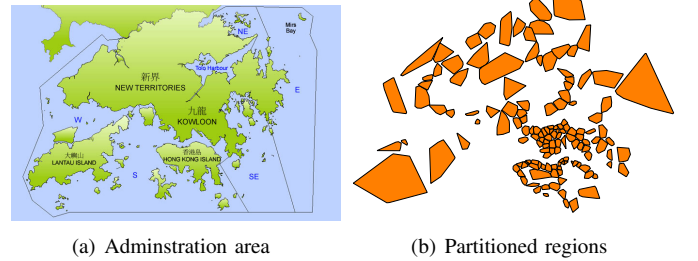 NE
Mirs
Bay
Tolo Harbour
新界
NEW TERRITORIES
E
九龍
KOWLOON
W
大嶼山
LANTAU ISLAND
香港島
HONG KONG ISLAND
S
SE
(a) Adminstration area
(b) Partitioned regions